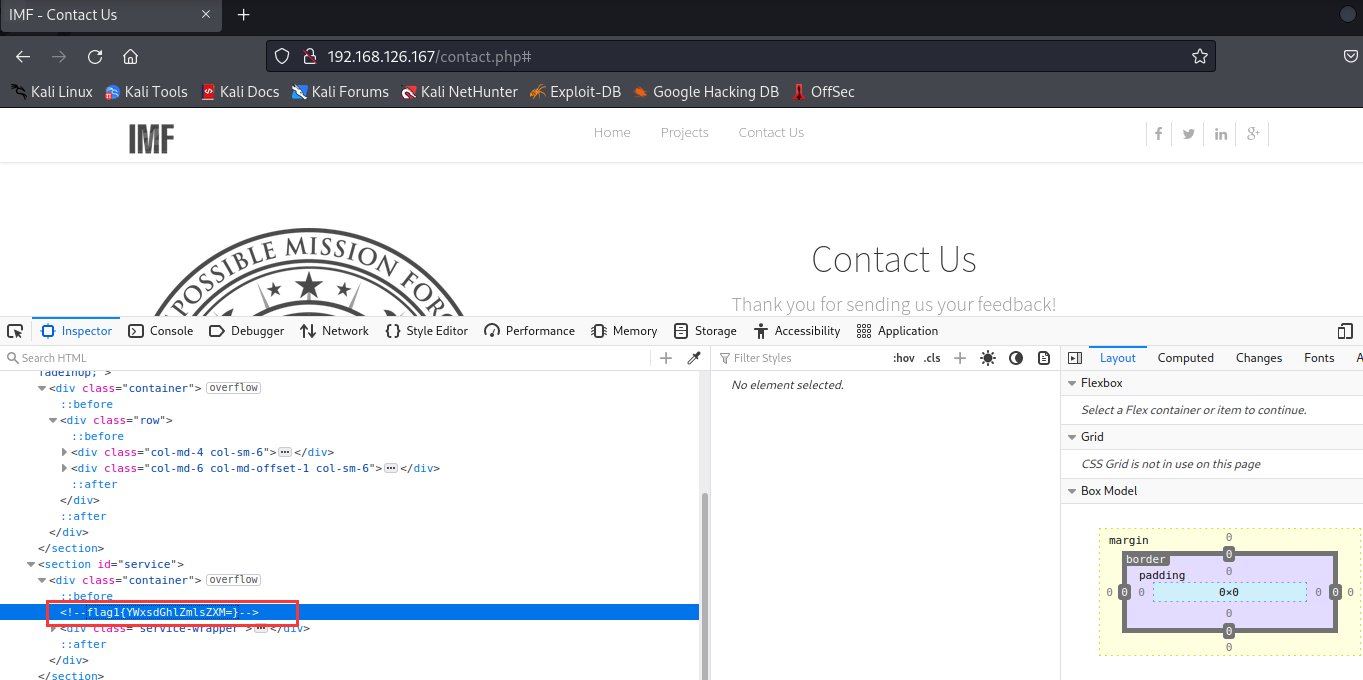 IMF - Contact Us
192.168.126.167/contact.php#
Kali Linux Kali Tools Kali Docs Kali Forums Kali NetHunter Exploit-DB Google Hacking DB OffSec
IMF Home Projects Contact Us
POSSIBLE MISSION FORC
Contact Us
Thank you for sending us your feedback!
Inspector Console Debugger Network Style Editor Performance Memory Storage Accessibility Application
Search HTML Filter Styles :hov .cls Layout Computed Changes Fonts A
fadeInUp;">
<div class="container"> overflow
::before
<div class="row">
::before
<div class="col-md-4 col-sm-6">…</div>
<div class="col-md-6 col-md-offset-1 col-sm-6">…</div>
::after
</div>
::after
</div>
</section>
<section id="service">
<div class="container"> overflow
::before
<!--flag1{YWxsdGhlZmlsZXM=}-->
<div class="service-wrapper">…</div>
::after
</div>
</section>
No element selected.
Flexbox
Select a Flex container or item to continue.
Grid
CSS Grid is not in use on this page
Box Model
margin 0
border 0
padding 0
0 0 0 0×0 0 0 0
0
0
0